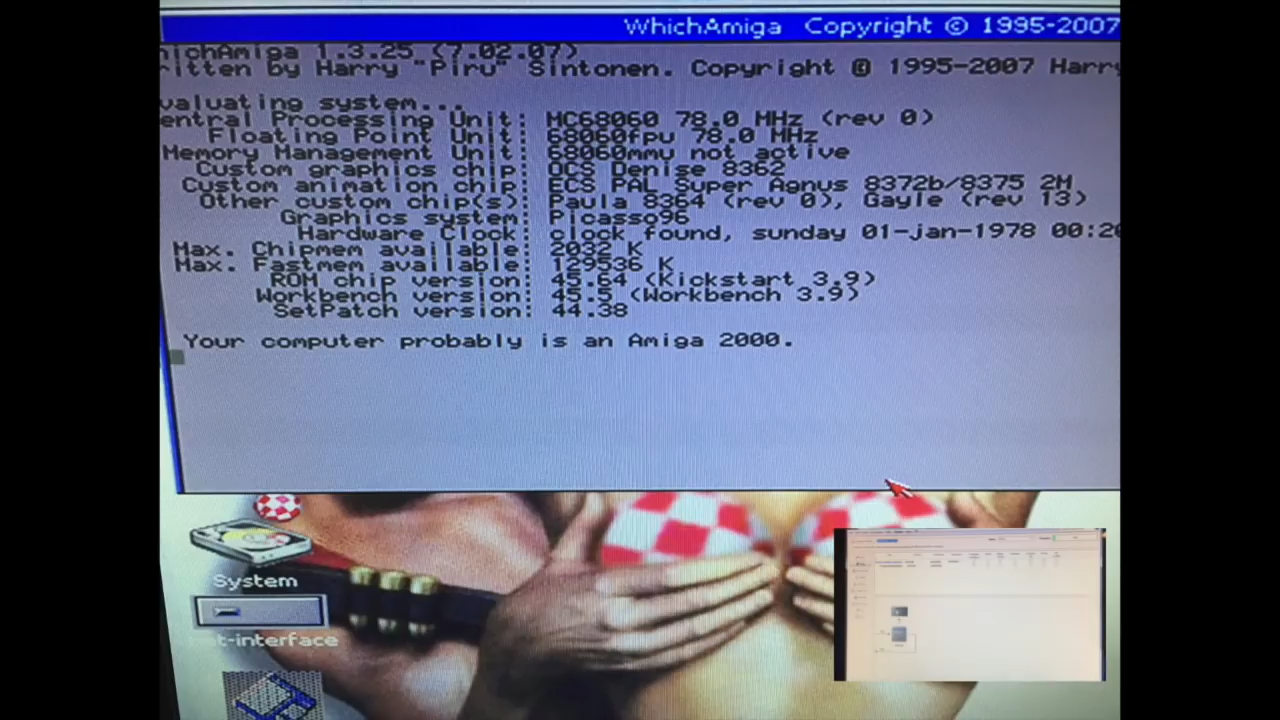 WhichAmiga Copyright © 1995-2007
hichAmiga 1.3.25 (7.02.07)
ritten by Harry "Piru" Sintonen. Copyright © 1995-2007 Harry
valuating system...
entral Processing Unit: MC68060 78.0 MHz (rev 0)
Floating Point Unit: 68060fpu 78.0 MHz
Memory Management Unit: 68060mmu not active
Custom graphics chip: OCS Denise 8362
Custom animation chip: ECS PAL Super Agnus 8372b/8375 2M
Other custom chip(s): Paula 8364 (rev 0), Gayle (rev 13)
Graphics system: Picasso96
Hardware Clock: clock found, sunday 01-jan-1978 00:20
Max. Chipmem available: 2032 K
Max. Fastmem available: 129536 K
ROM chip version: 45.64 (Kickstart 3.9)
Workbench version: 45.5 (Workbench 3.9)
SetPatch version: 44.38
Your computer probably is an Amiga 2000.
System
et-interface